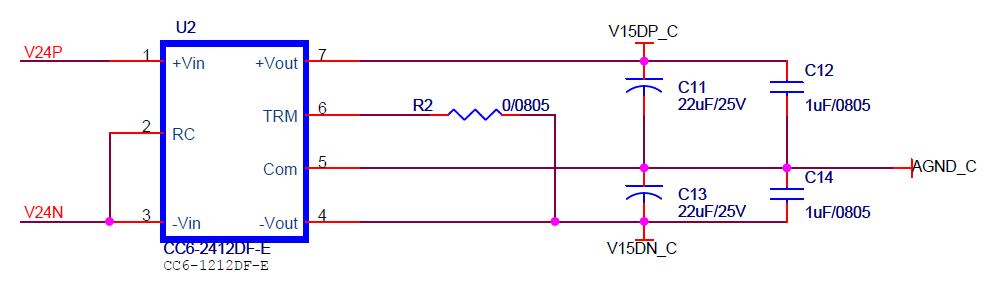 U2
V15DP_C
V24P
1
+Vin
+Vout
7
C12
C11
22uF/25V
1uF/0805
TRM
6
R2
0/0805
2
RC
Com
5
AGND_C
C14
C13
22uF/25V
1uF/0805
V24N
3
-Vin
-Vout
4
V15DN_C
CC6-2412DF-E
CC6-1212DF-E